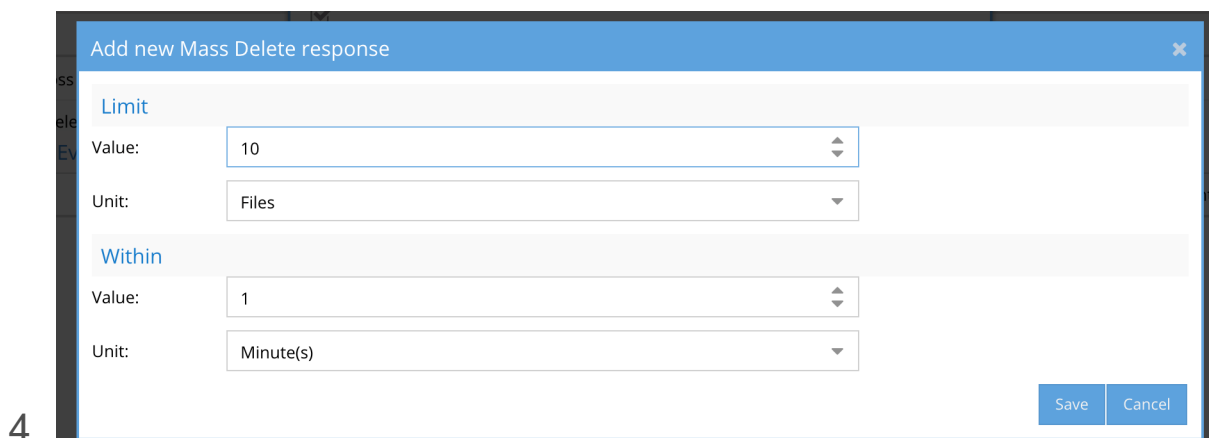 Add new Mass Delete response
Limit
Value: 10
Unit: Files
Within
Value: 1
Unit: Minute(s)
Save Cancel
4